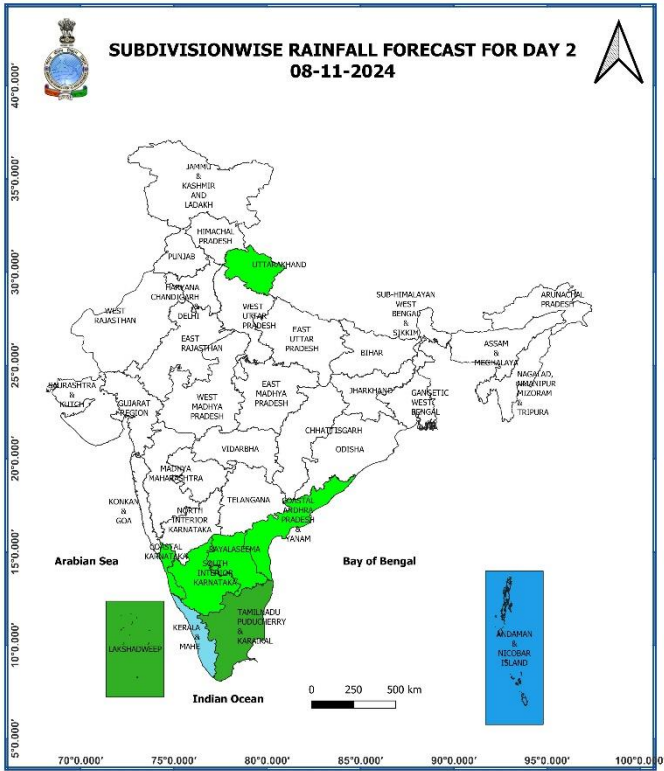 SUBDIVISIONWISE RAINFALL FORECAST FOR DAY 2
08-11-2024
40°0.000'
35°0.000'
30°0.000'
25°0.000'
20°0.000'
15°0.000'
10°0.000'
5°0.000'
JAMMU
&
KASHMIR
AND
LADAKH
HIMACHAL
PRADESH
PUNJAB
UTTARAKHAND
HARYANA
CHANDIGARH
&
DELHI
WEST
RAJASTHAN
WEST
UTTAR
PRADESH
EAST
RAJASTHAN
EAST
UTTAR
PRADESH
SUB-HIMALAYAN
WEST
BENGAL
&
SIKKIM
ARUNACHAL
PRADESH
BIHAR
ASSAM
&
MEGHALAYA
NAGALAD,
MANIPUR
MIZORAM
&
TRIPURA
SAURASHTRA
&
KUTCH
GUJARAT
REGION
WEST
MADHYA
PRADESH
EAST
MADHYA
PRADESH
JHARKHAND
GANGETIC
WEST
BENGAL
CHHATTISGARH
ODISHA
VIDARBHA
MADHYA
MAHARASHTRA
KONKAN
&
GOA
NORTH
INTERIOR
KARNATAKA
TELANGANA
COASTAL
ANDHRA
PRADESH
&
YANAM
COASTAL
KARNATAKA
RAYALASEEMA
SOUTH
INTERIOR
KARNATAKA
Arabian Sea
Bay of Bengal
KERALA
&
MAHE
TAMILNADU
PUDUCHERRY
&
KARAIKAL
LAKSHADWEEP
ANDAMAN
&
NICOBAR
ISLAND
Indian Ocean
0 250 500 km
70°0.000' 75°0.000' 80°0.000' 85°0.000' 90°0.000' 95°0.000' 100°0.000'